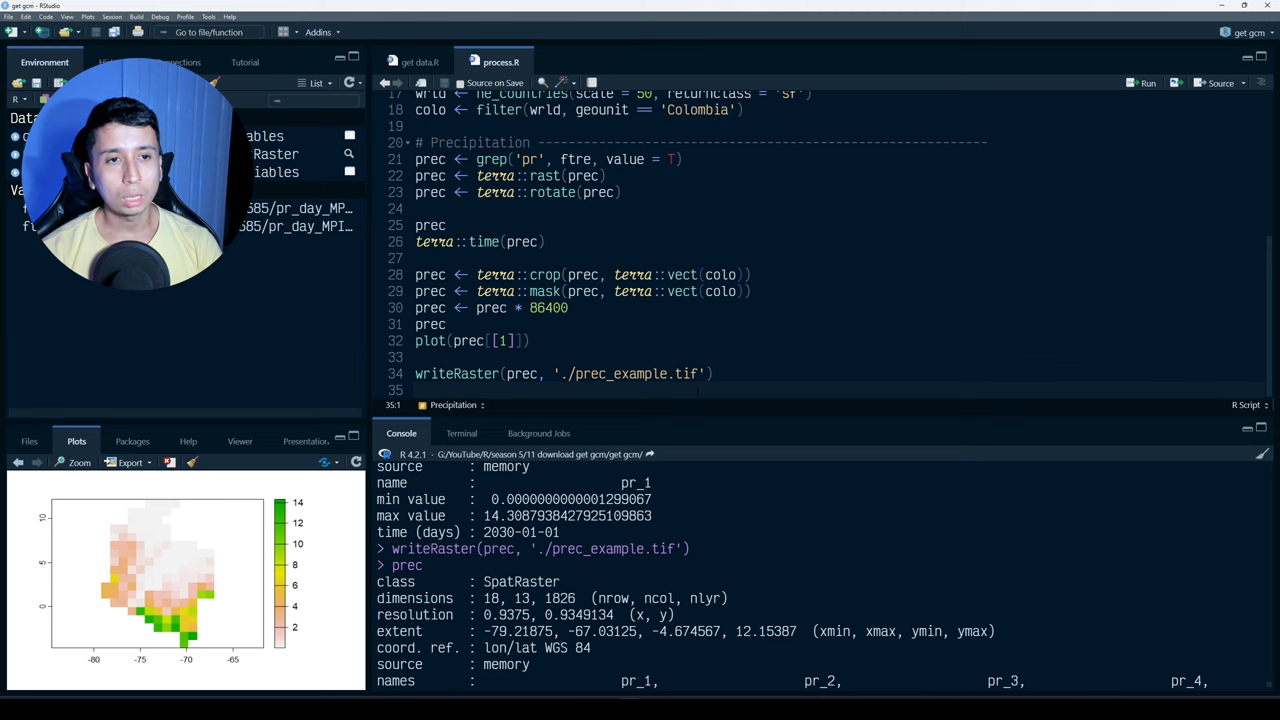 get gcm - RStudio
File Edit Code View Plots Session Build Debug Profile Tools Help
Go to file/function Addins get gcm
Environment Tutorial
List
R
get data.R process.R
Source on Save Run Source
17 wrld ← ne_countries(scale = 50, returnclass = 'sf')
18 colo ← filter(wrld, geounit == 'Colombia')
19
20 # Precipitation
21 prec ← grep('pr', ftre, value = T)
22 prec ← terra::rast(prec)
23 prec ← terra::rotate(prec)
24
25 prec
26 terra::time(prec)
27
28 prec ← terra::crop(prec, terra::vect(colo))
29 prec ← terra::mask(prec, terra::vect(colo))
30 prec ← prec * 86400
31 prec
32 plot(prec[[1]])
33
34 writeRaster(prec, './prec_example.tif')
35
35:1 Precipitation R Script
585/pr_day_MP…
585/pr_day_MPI…
Files Plots Packages Help Viewer Presentation
Zoom Export
10
5
0
-80 -75 -70 -65
14
12
10
8
6
4
2
Console Terminal Background Jobs
R 4.2.1 · G:/YouTube/R/season 5/11 download get gcm/get gcm/
source : memory
name : pr_1
min value : 0.0000000000001299067
max value : 14.3087938427925109863
time (days) : 2030-01-01
> writeRaster(prec, './prec_example.tif')
> prec
class : SpatRaster
dimensions : 18, 13, 1826 (nrow, ncol, nlyr)
resolution : 0.9375, 0.9349134 (x, y)
extent : -79.21875, -67.03125, -4.674567, 12.15387 (xmin, xmax, ymin, ymax)
coord. ref. : lon/lat WGS 84
source : memory
names : pr_1, pr_2, pr_3, pr_4,